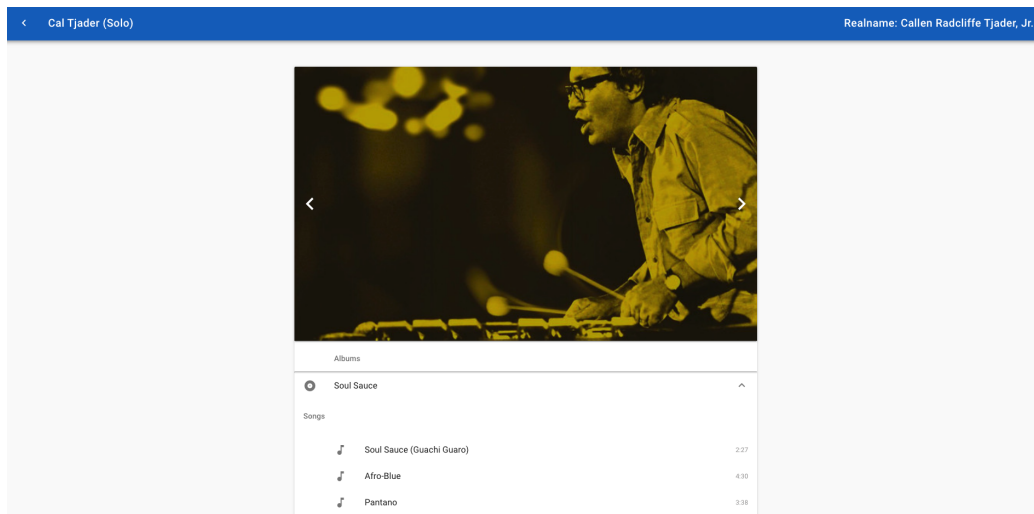 Cal Tjader (Solo)
Realname: Callen Radcliffe Tjader, Jr.
Albums
Soul Sauce
Songs
Soul Sauce (Guachi Guaro) 2:27
Afro-Blue 4:30
Pantano 3:38